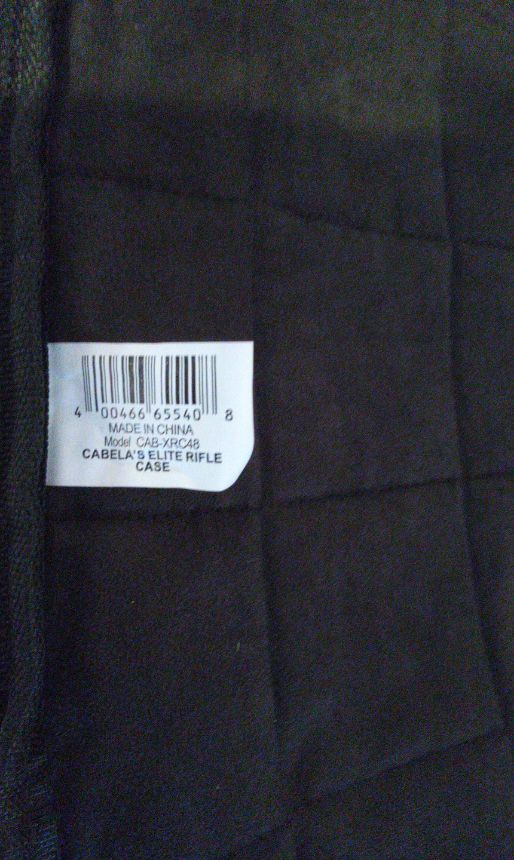 4 00466 65540 8
MADE IN CHINA
Model CAB-XRC48
CABELA'S ELITE RIFLE
CASE